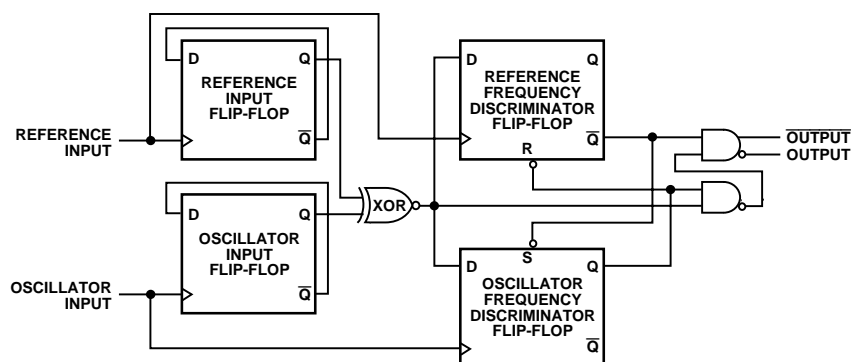 D
Q
REFERENCE
INPUT
FLIP-FLOP
Q̅
REFERENCE
INPUT
D
Q
REFERENCE
FREQUENCY
DISCRIMINATOR
FLIP-FLOP
Q̅
R
O̅U̅T̅P̅U̅T̅
OUTPUT
XOR
D
Q
OSCILLATOR
INPUT
FLIP-FLOP
Q̅
OSCILLATOR
INPUT
S
D
Q
OSCILLATOR
FREQUENCY
DISCRIMINATOR
FLIP-FLOP
Q̅